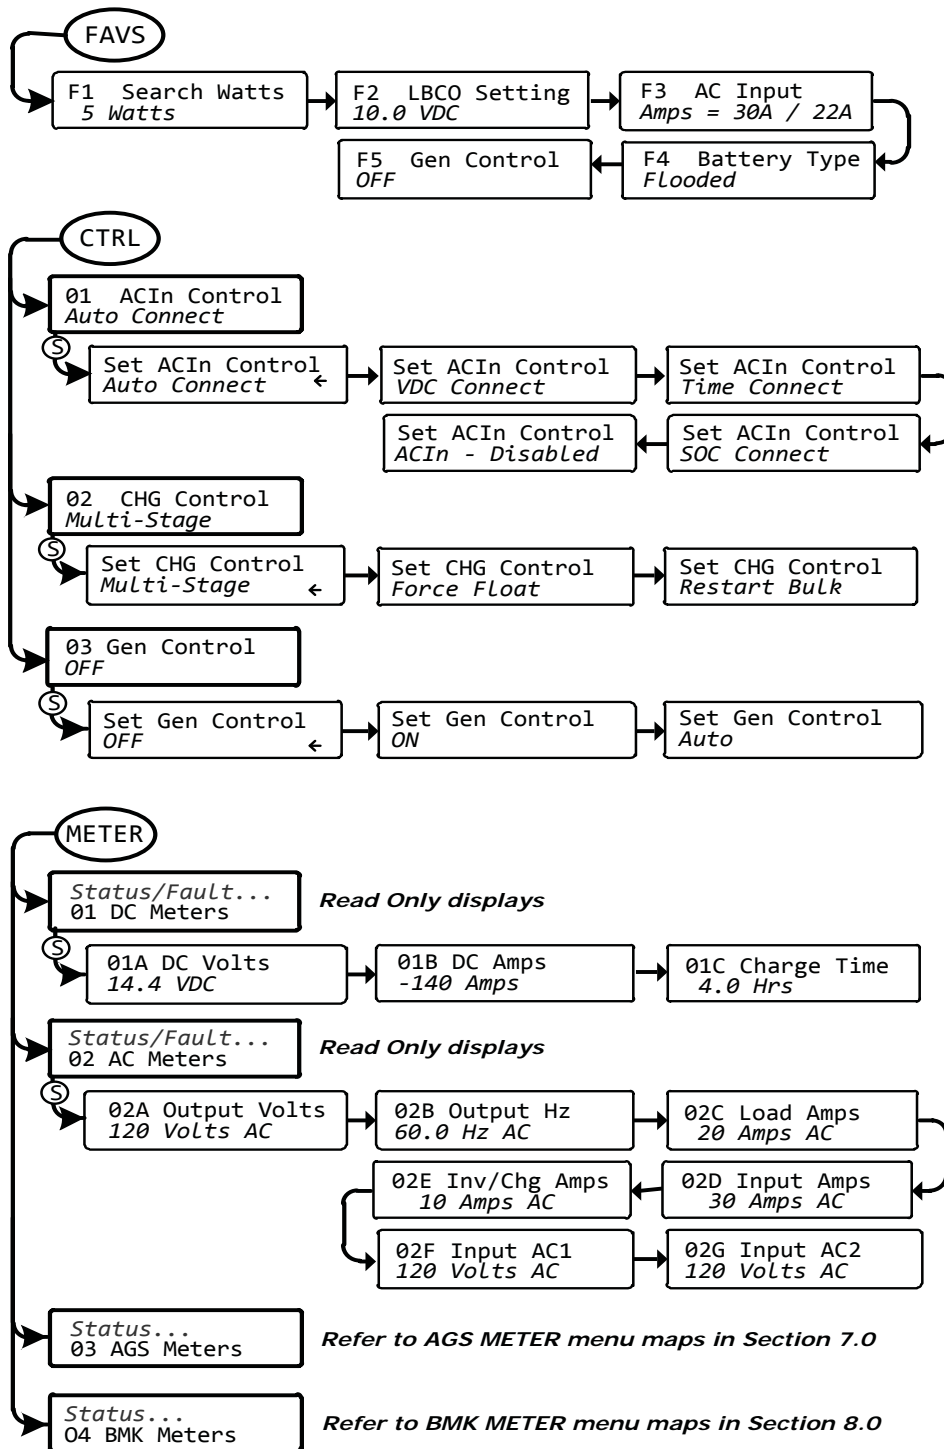 FAVS
F1 Search Watts
5 Watts
F2 LBCO Setting
10.0 VDC
F3 AC Input
Amps = 30A / 22A
F4 Battery Type
Flooded
F5 Gen Control
OFF
CTRL
01 ACIn Control
Auto Connect
S
Set ACIn Control
Auto Connect ←
Set ACIn Control
VDC Connect
Set ACIn Control
Time Connect
Set ACIn Control
SOC Connect
Set ACIn Control
ACIn - Disabled
02 CHG Control
Multi-Stage
S
Set CHG Control
Multi-Stage ←
Set CHG Control
Force Float
Set CHG Control
Restart Bulk
03 Gen Control
OFF
S
Set Gen Control
OFF ←
Set Gen Control
ON
Set Gen Control
Auto
METER
Status/Fault...
01 DC Meters
Read Only displays
S
01A DC Volts
14.4 VDC
01B DC Amps
-140 Amps
01C Charge Time
4.0 Hrs
Status/Fault...
02 AC Meters
Read Only displays
S
02A Output Volts
120 Volts AC
02B Output Hz
60.0 Hz AC
02C Load Amps
20 Amps AC
02D Input Amps
30 Amps AC
02E Inv/Chg Amps
10 Amps AC
02F Input AC1
120 Volts AC
02G Input AC2
120 Volts AC
Status...
03 AGS Meters
Refer to AGS METER menu maps in Section 7.0
Status...
O4 BMK Meters
Refer to BMK METER menu maps in Section 8.0